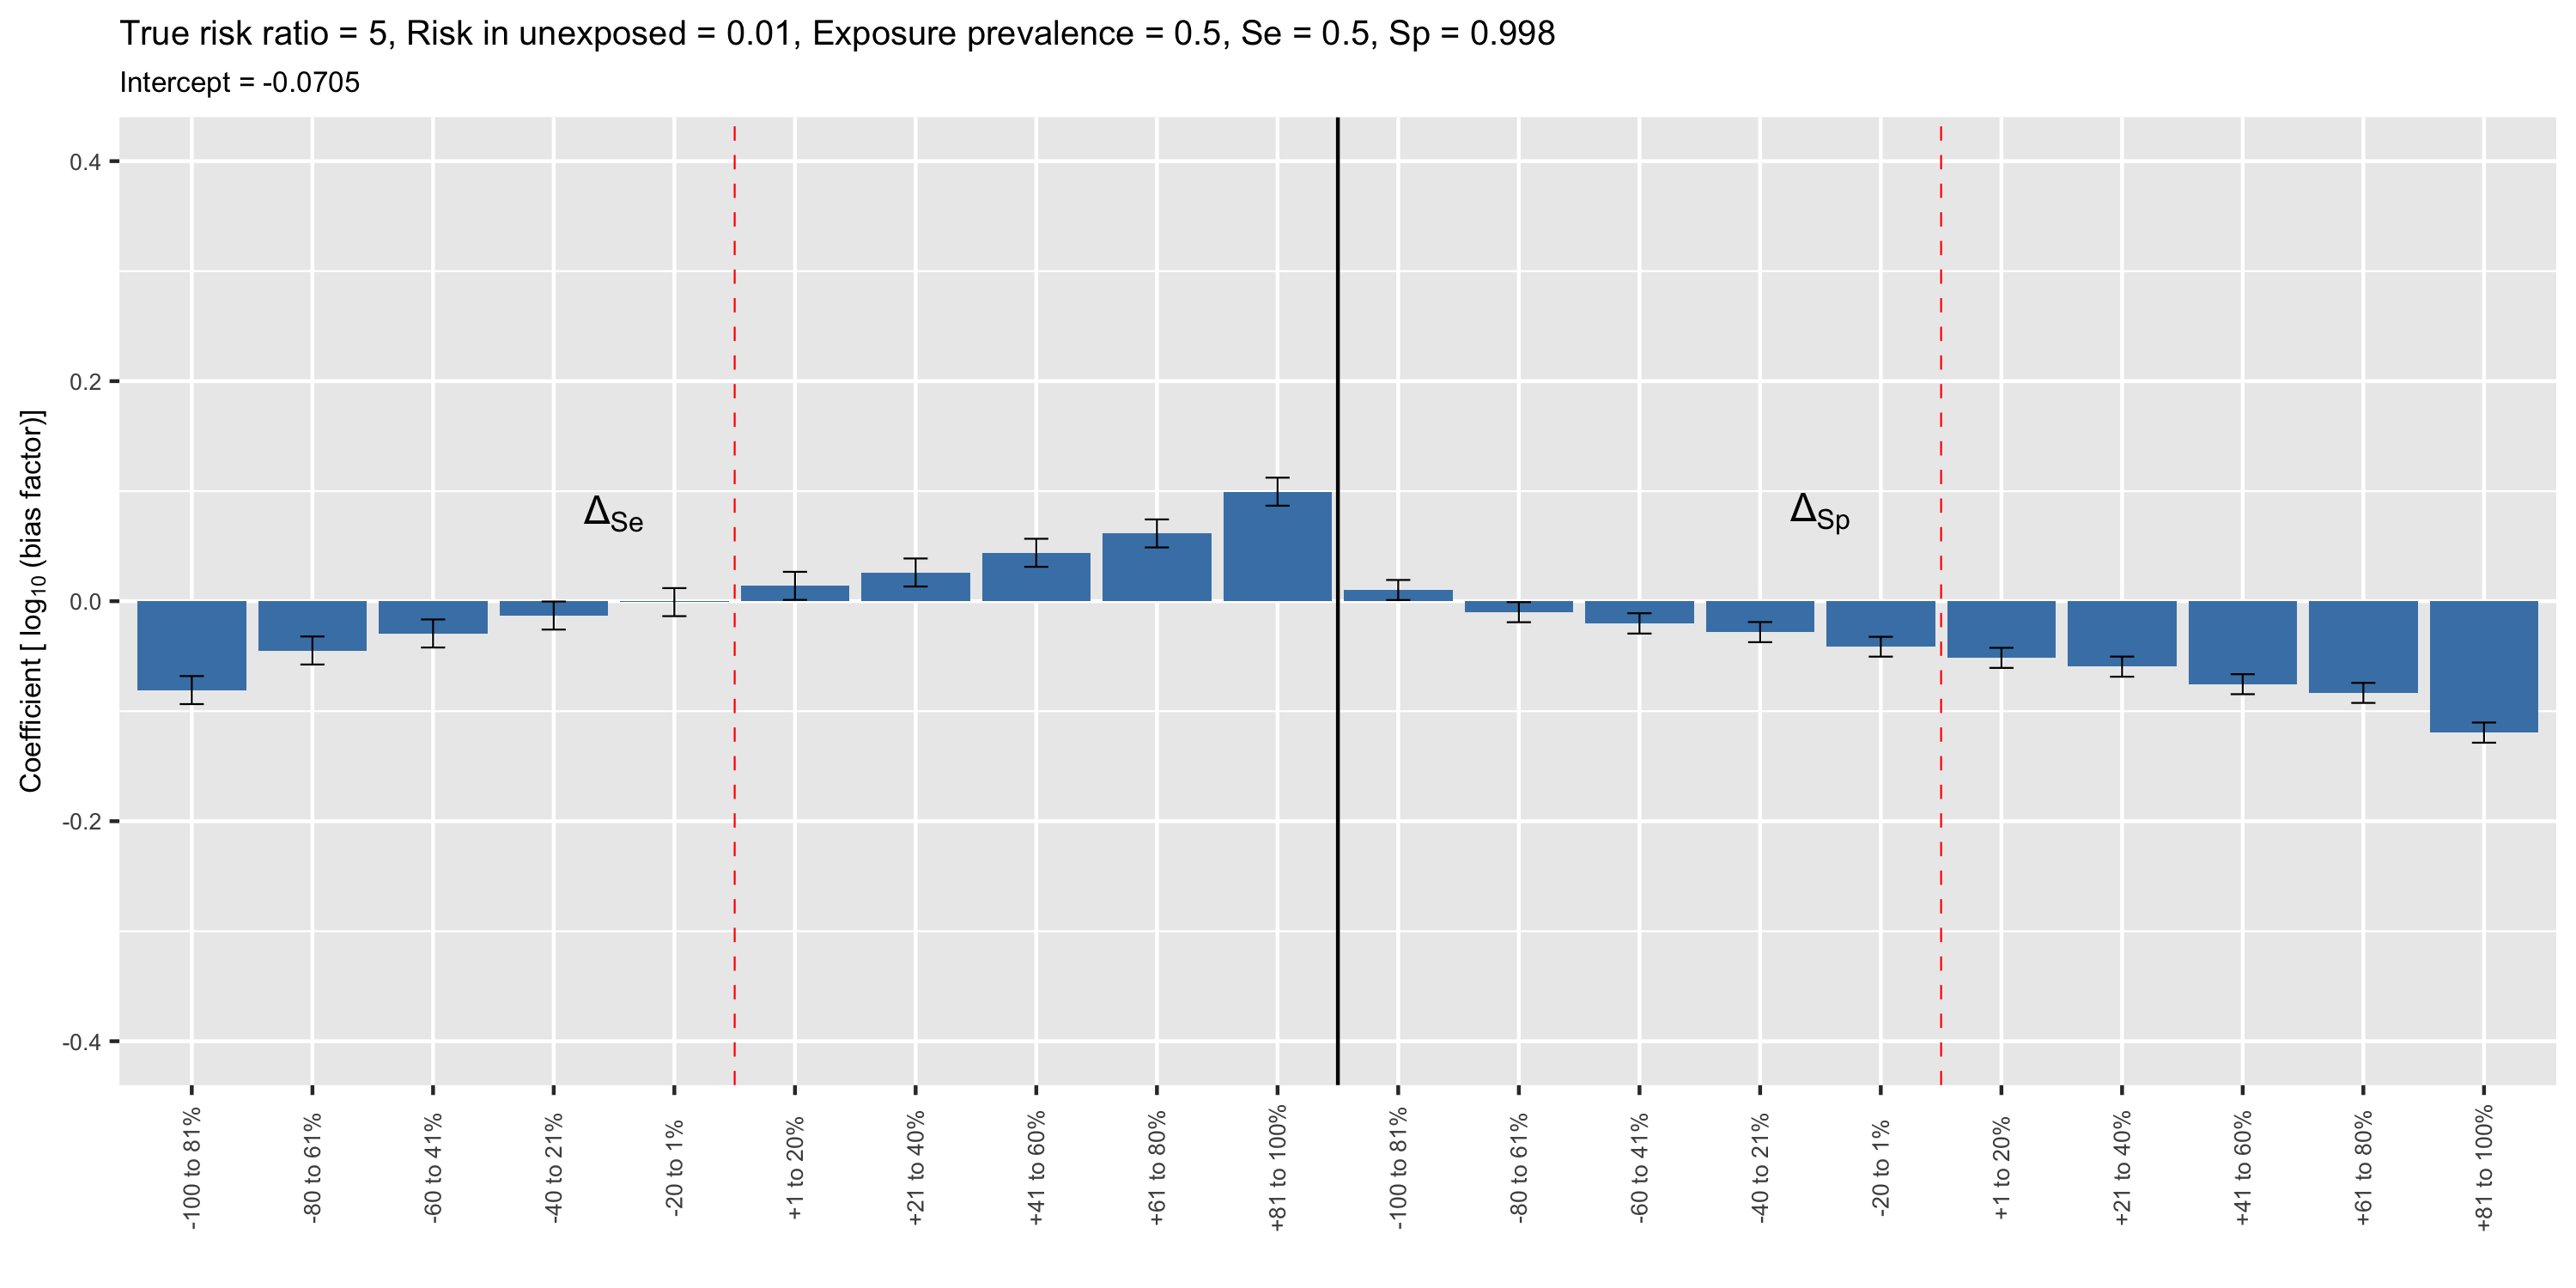 True risk ratio = 5, Risk in unexposed = 0.01, Exposure prevalence = 0.5, Se = 0.5, Sp = 0.998
Intercept = -0.0705
Coefficient [ log10 (bias factor)]
0.4
0.2
0.0
-0.2
-0.4
ΔSe
ΔSp
-100 to 81%
-80 to 61%
-60 to 41%
-40 to 21%
-20 to 1%
+1 to 20%
+21 to 40%
+41 to 60%
+61 to 80%
+81 to 100%
-100 to 81%
-80 to 61%
-60 to 41%
-40 to 21%
-20 to 1%
+1 to 20%
+21 to 40%
+41 to 60%
+61 to 80%
+81 to 100%